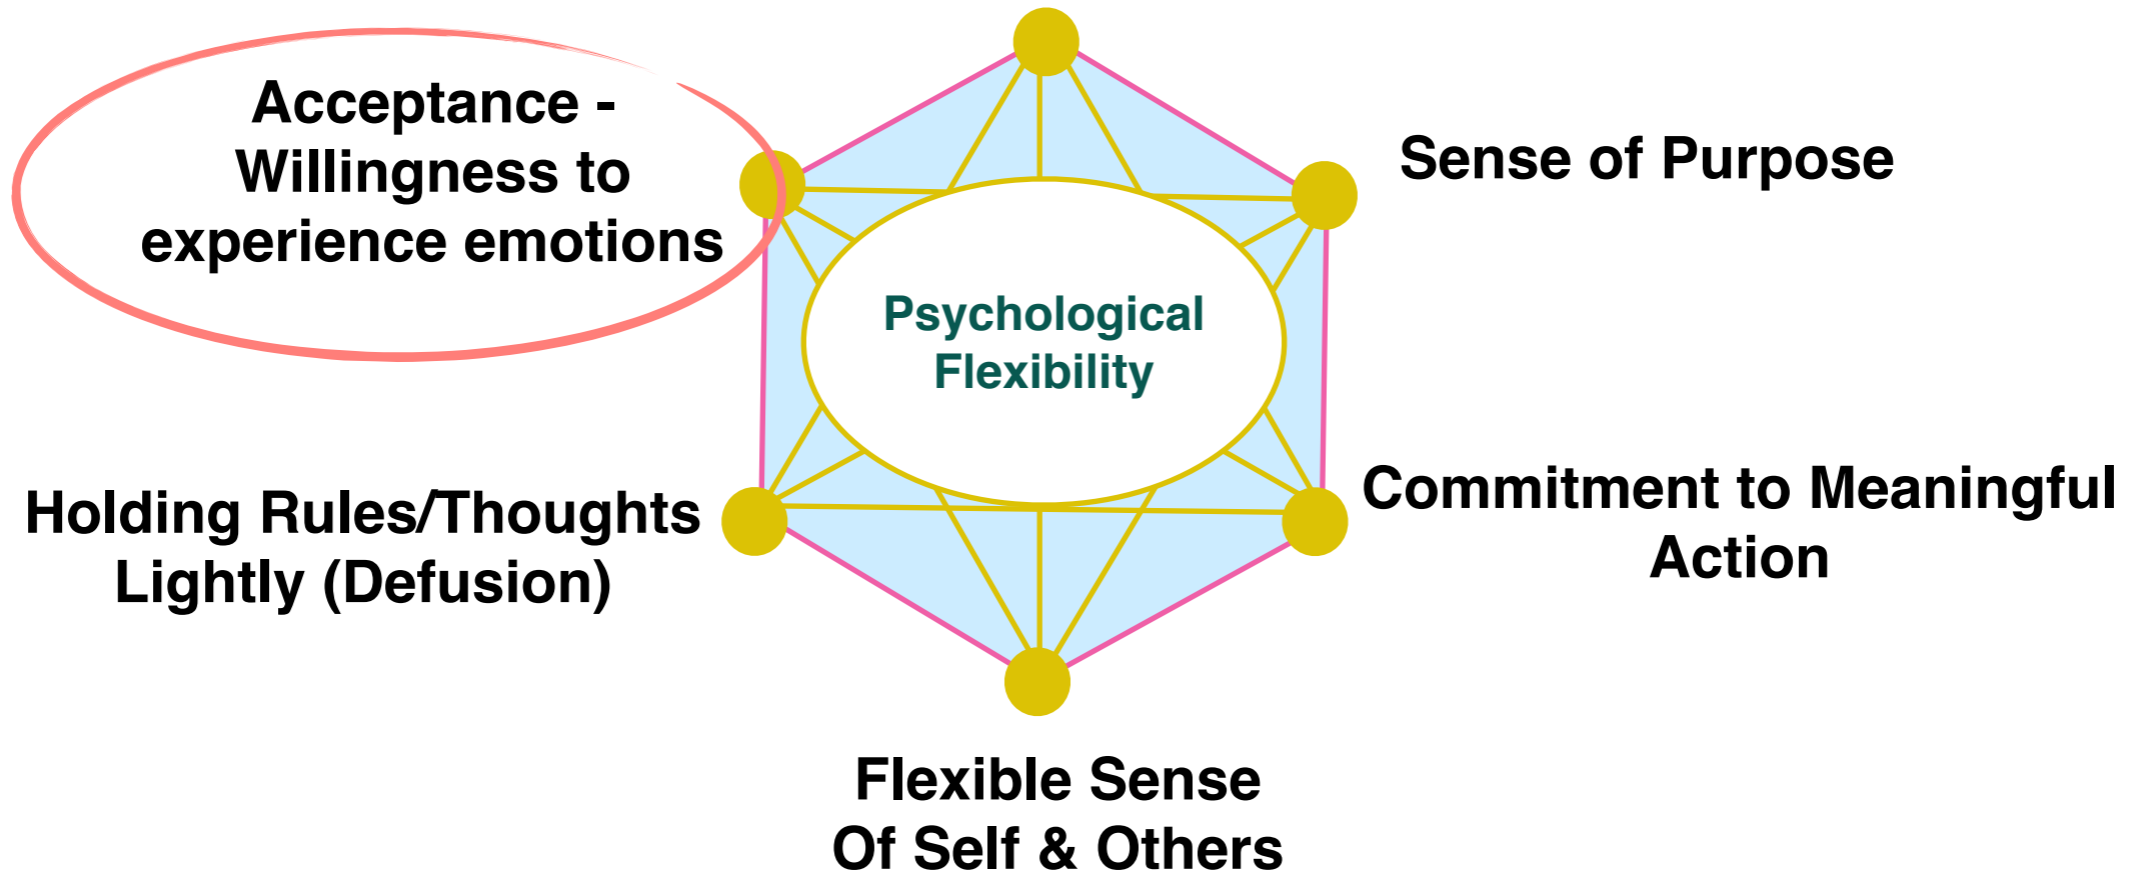 Acceptance -
Willingness to
experience emotions
Sense of Purpose
Psychological
Flexibility
Holding Rules/Thoughts
Lightly (Defusion)
Commitment to Meaningful
Action
Flexible Sense
Of Self & Others